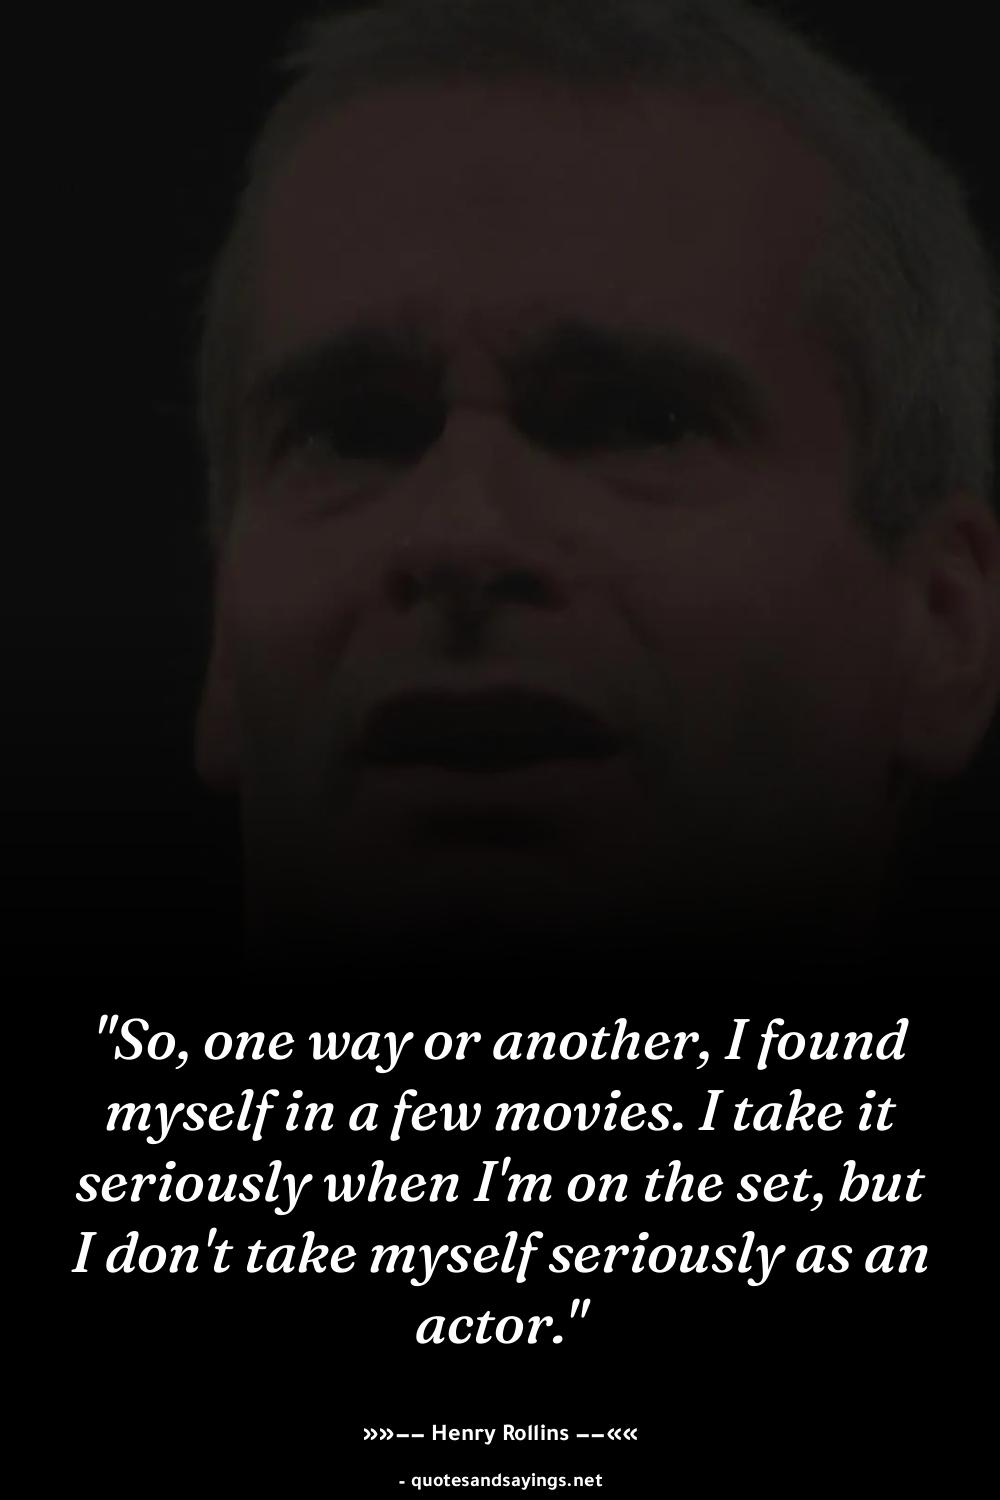 "So, one way or another, I found
myself in a few movies. I take it
seriously when I'm on the set, but
I don't take myself seriously as an
actor."
»»−− Henry Rollins −−««
- quotesandsayings.net